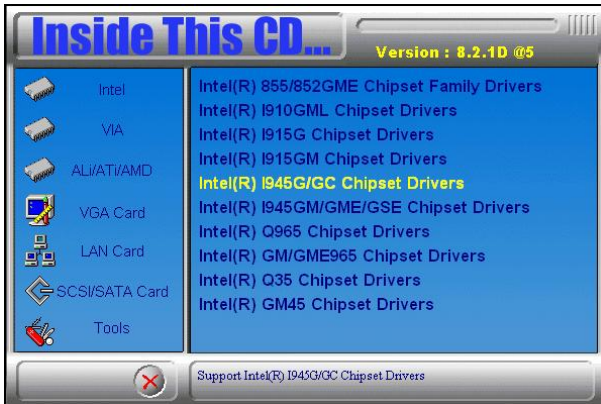 Inside This CD...
Version : 8.2.1D @5
Intel
VIA
ALi/ATi/AMD
VGA Card
LAN Card
SCSI/SATA Card
Tools
Intel(R) 855/852GME Chipset Family Drivers
Intel(R) I910GML Chipset Drivers
Intel(R) I915G Chipset Drivers
Intel(R) I915GM Chipset Drivers
Intel(R) I945G/GC Chipset Drivers
Intel(R) I945GM/GME/GSE Chipset Drivers
Intel(R) Q965 Chipset Drivers
Intel(R) GM/GME965 Chipset Drivers
Intel(R) Q35 Chipset Drivers
Intel(R) GM45 Chipset Drivers
Support Intel(R) I945G/GC Chipset Drivers